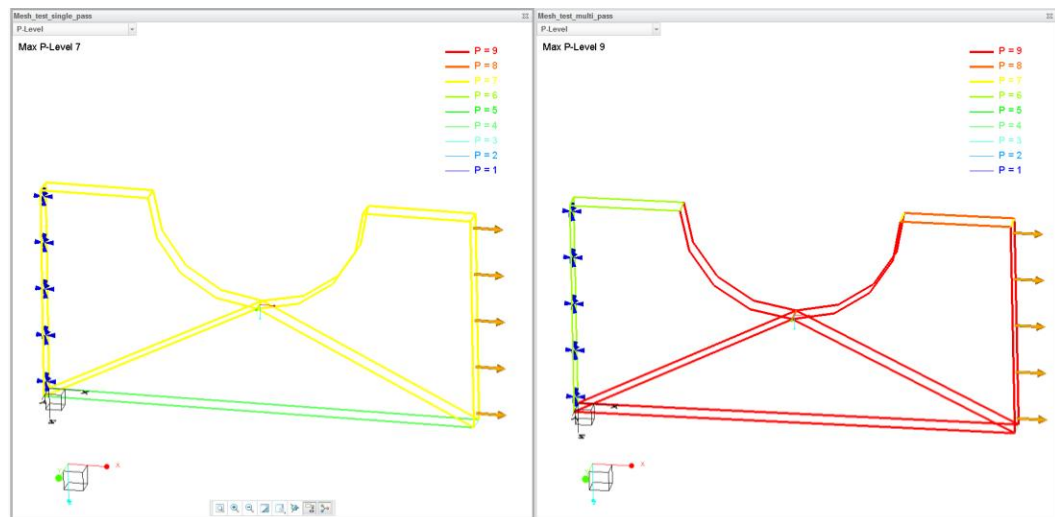 Mesh_test_single_pass
P-Level
Max P-Level 7
P = 9
P = 8
P = 7
P = 6
P = 5
P = 4
P = 3
P = 2
P = 1
X
Mesh_test_multi_pass
P-Level
Max P-Level 9
P = 9
P = 8
P = 7
P = 6
P = 5
P = 4
P = 3
P = 2
P = 1
X